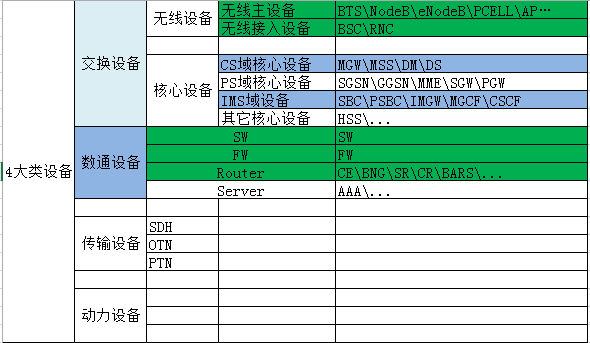 4大类设备
交换设备
无线设备
无线主设备 BTS\NodeB\eNodeB\PCELL\AP…
无线接入设备 BSC\RNC
核心设备
CS域核心设备 MGW\MSS\DM\DS
PS域核心设备 SGSN\GGSN\MME\SGW\PGW
IMS域设备 SBC\PSBC\IMGW\MGCF\CSCF
其它核心设备 HSS\...
数通设备
SW SW
FW FW
Router CE\BNG\SR\CR\BARS\...
Server AAA\...
传输设备
SDH
OTN
PTN
动力设备